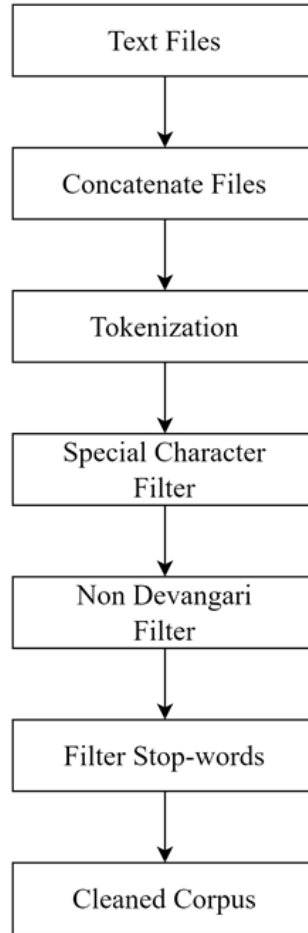 Text Files
Concatenate Files
Tokenization
Special Character
Filter
Non Devangari
Filter
Filter Stop-words
Cleaned Corpus